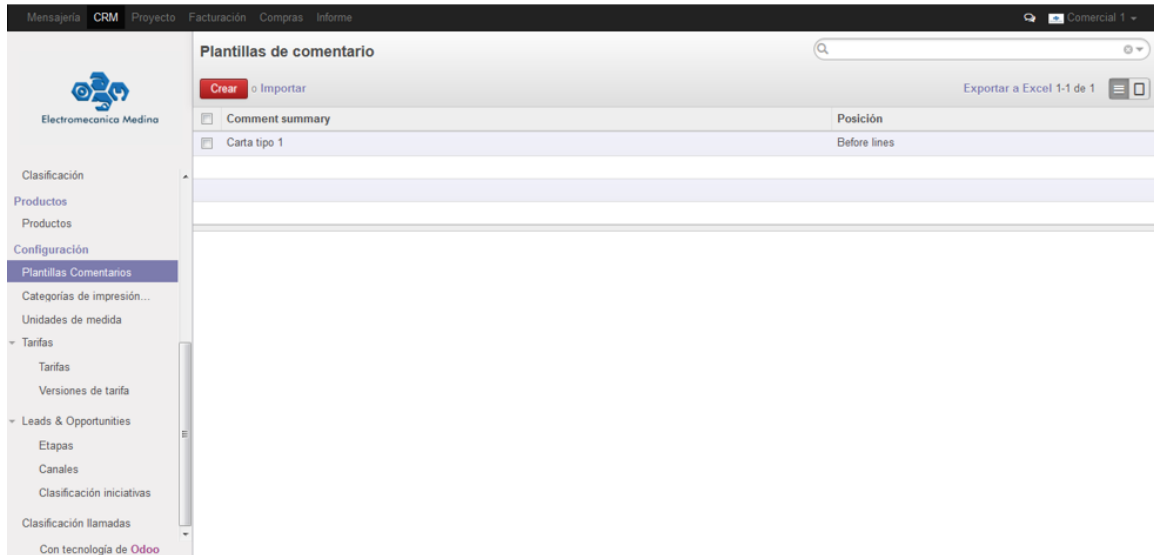 Mensajería CRM Proyecto Facturación Compras Informe Comercial 1
Electromecanica Medina
Plantillas de comentario
Crear o Importar
Exportar a Excel 1-1 de 1
Comment summary Posición
Carta tipo 1 Before lines
Clasificación
Productos
Productos
Configuración
Plantillas Comentarios
Categorías de impresión...
Unidades de medida
Tarifas
Tarifas
Versiones de tarifa
Leads & Opportunities
Etapas
Canales
Clasificación iniciativas
Clasificación llamadas
Con tecnología de Odoo